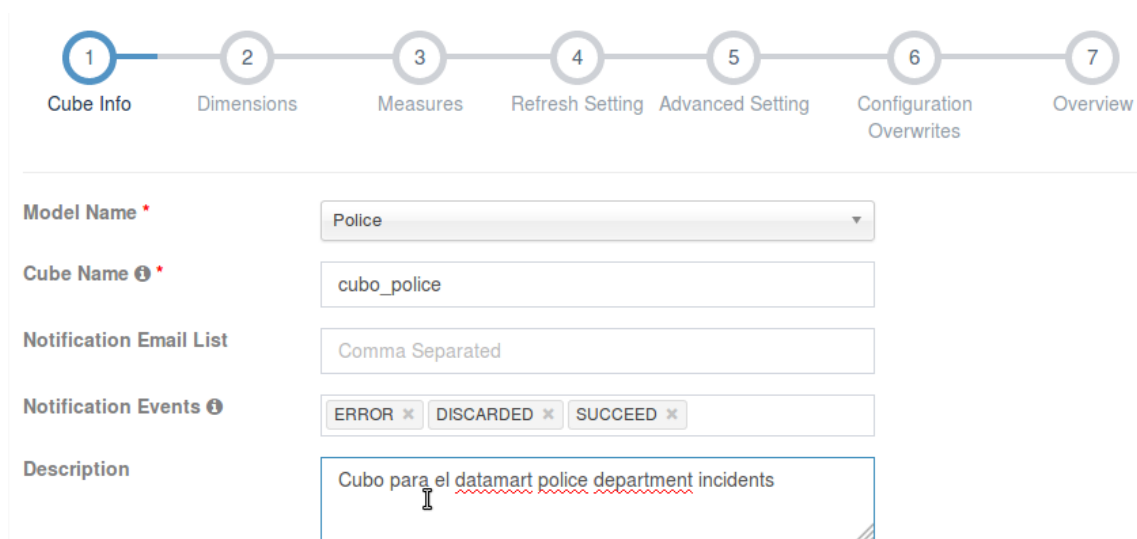 1 2 3 4 5 6 7
Cube Info Dimensions Measures Refresh Setting Advanced Setting Configuration Overwrites Overview
Model Name * Police
Cube Name * cubo_police
Notification Email List Comma Separated
Notification Events ERROR × DISCARDED × SUCCEED ×
Description Cubo para el datamart police department incidents